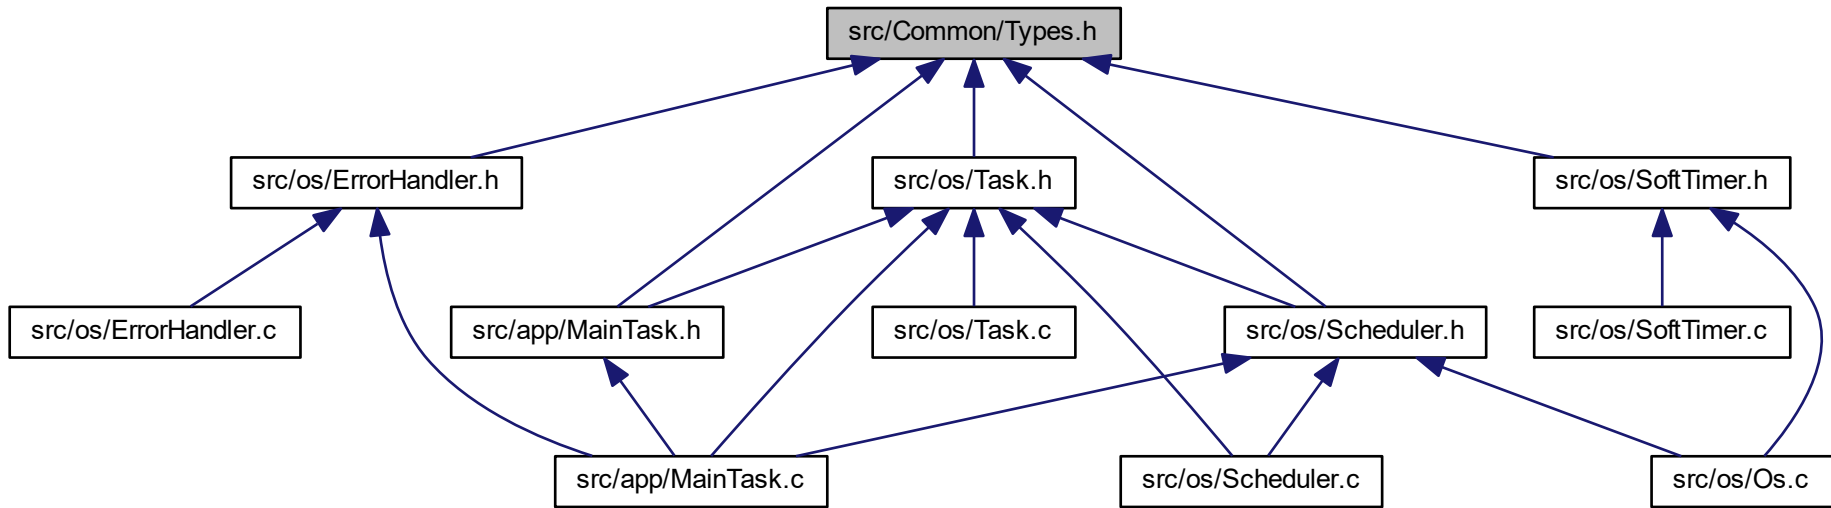 src/Common/Types.h
src/os/ErrorHandler.h
src/os/Task.h
src/os/SoftTimer.h
src/os/ErrorHandler.c
src/app/MainTask.h
src/os/Task.c
src/os/Scheduler.h
src/os/SoftTimer.c
src/app/MainTask.c
src/os/Scheduler.c
src/os/Os.c